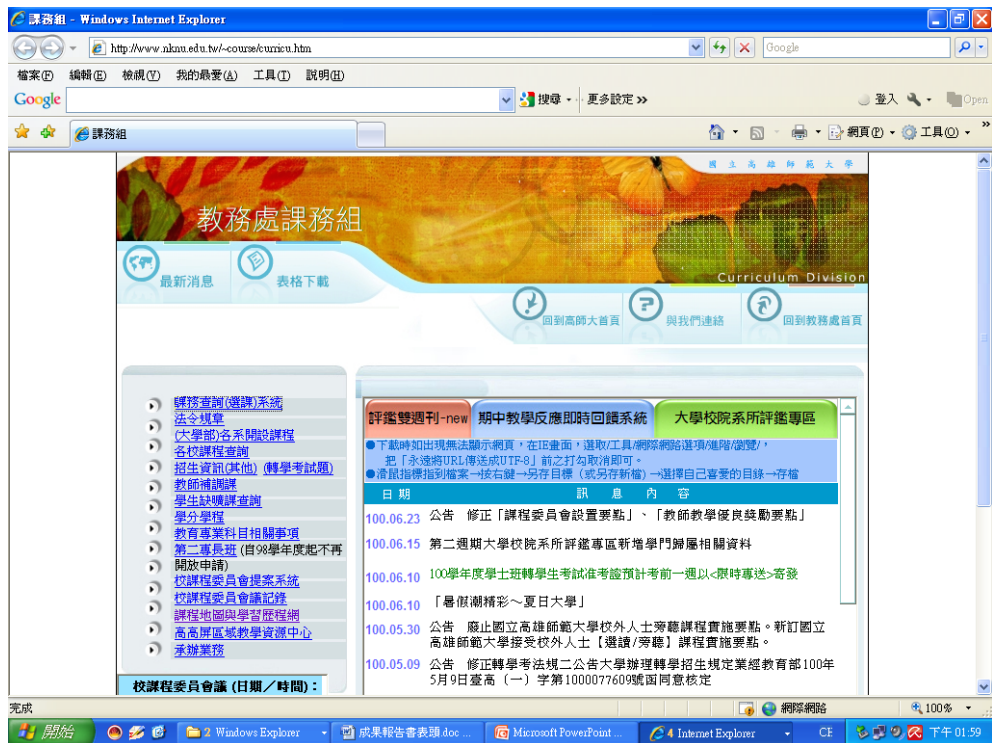 課務組 - Windows Internet Explorer
http://www.nknu.edu.tw/~course/curricu.htm
Google
檔案(F) 編輯(E) 檢視(V) 我的最愛(A) 工具(T) 說明(H)
Google 搜尋 更多設定 >> 登入 Open
課務組 網頁(P) 工具(O) »
國立高雄師範大學
教務處課務組
最新消息 表格下載
Curriculum Division
回到高師大首頁 與我們連絡 回到教務處首頁
課務查詢(選課)系統
法令規章
(大學部)各系開設課程
各校課程查詢
招生資訊(其他) (轉學考試題)
教師補調課
學生缺曠課查詢
學分學程
教育專業科目相關事項
第二專長班 (自98學年度起不再
開放申請)
校課程委員會提案系統
校課程委員會議記錄
課程地圖與學習歷程網
高高屏區域教學資源中心
承辦業務
校課程委員會議 (日期／時間)：
評鑑雙週刊-new 期中教學反應即時回饋系統 大學校院系所評鑑專區
●下載時如出現無法顯示網頁，在IE畫面，選取/工具/網際網路選項/進階/瀏覽/，
把「永遠將URL傳送成UTF-8」前之打勾取消即可。
●滑鼠指標指到檔案→按右鍵→另存目標（或另存新檔）→選擇自己喜愛的目錄→存檔
日 期 訊 息 內 容
100.06.23 公告 修正「課程委員會設置要點」、「教師教學優良獎勵要點」
100.06.15 第二週期大學校院系所評鑑專區新增學門歸屬相關資料
100.06.10 100學年度學士班轉學生考試准考證預計考前一週以<限時專送>寄發
100.06.10 「暑假潮精彩～夏日大學」
100.05.30 公告 廢止國立高雄師範大學校外人士旁聽課程實施要點。新訂國立
高雄師範大學接受校外人士【選讀/旁聽】課程實施要點。
100.05.09 公告 修正轉學考法規二公告大學辦理轉學招生規定業經教育部100年
5月9日臺高（一）字第1000077609號函同意核定
完成 網際網路 100%
開始 2 Windows Explorer 成果報告書表頭.doc ... Microsoft PowerPoint ... 4 Internet Explorer CH 下午 01:59